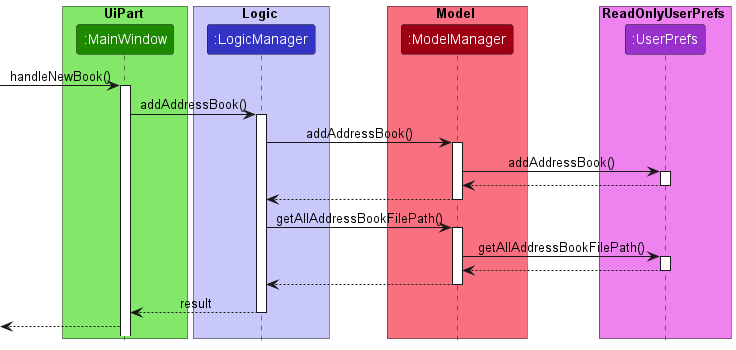 UiPart
Logic
Model
ReadOnlyUserPrefs
:MainWindow
:LogicManager
:ModelManager
:UserPrefs
handleNewBook()
addAddressBook()
addAddressBook()
addAddressBook()
getAllAddressBookFilePath()
getAllAddressBookFilePath()
result